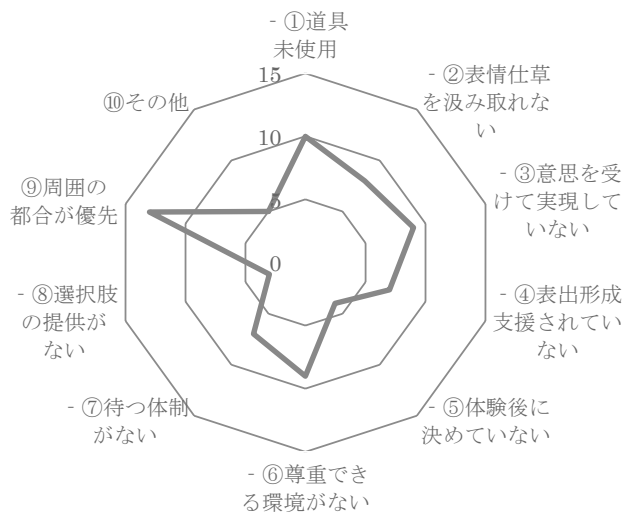 - ①道具
未使用
- ②表情仕草
を汲み取れな
い
- ③意思を受
けて実現して
いない
- ④表出形成
支援されてい
ない
- ⑤体験後に
決めていない
- ⑥尊重でき
る環境がない
- ⑦待つ体制
がない
- ⑧選択肢
の提供が
ない
⑨周囲の
都合が優先
⑩その他
15
10
5
0